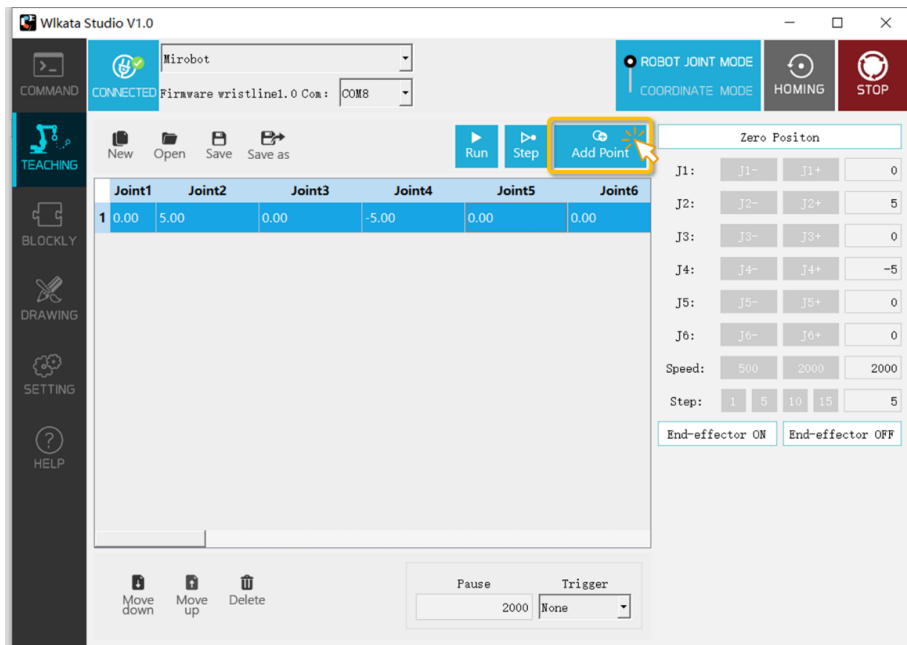 Wlkata Studio V1.0
COMMAND
CONNECTED
Mirobot
Firmware wristline1.0 Com: COM8
ROBOT JOINT MODE
COORDINATE MODE
HOMING
STOP
TEACHING
New Open Save Save as
Run Step Add Point
Zero Positon
Joint1 Joint2 Joint3 Joint4 Joint5 Joint6
1 0.00 5.00 0.00 -5.00 0.00 0.00
J1: J1- J1+ 0
J2: J2- J2+ 5
J3: J3- J3+ 0
J4: J4- J4+ -5
J5: J5- J5+ 0
J6: J6- J6+ 0
Speed: 500 2000 2000
Step: 1 5 10 15 5
End-effector ON End-effector OFF
BLOCKLY
DRAWING
SETTING
HELP
Move down
Move up
Delete
Pause Trigger
2000 None